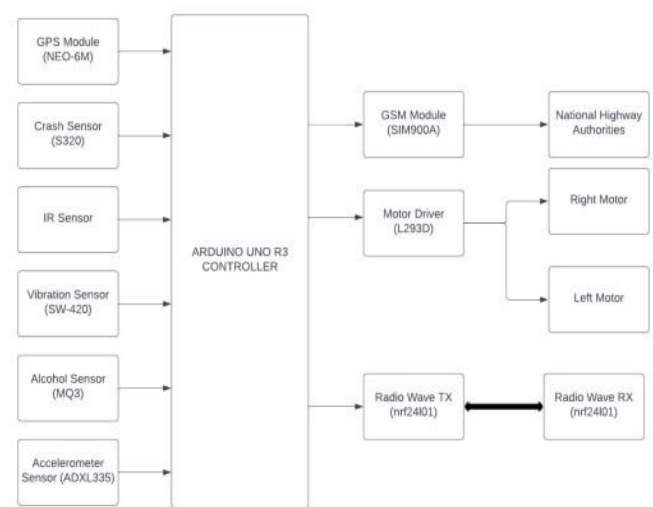 GPS Module
(NEO-6M)
Crash Sensor
(S320)
IR Sensor
Vibration Sensor
(SW-420)
Alcohol Sensor
(MQ3)
Accelerometer
Sensor (ADXL335)
ARDUINO UNO R3
CONTROLLER
GSM Module
(SIM900A)
National Highway
Authorities
Motor Driver
(L293D)
Right Motor
Left Motor
Radio Wave TX
(nrf24l01)
Radio Wave RX
(nrf24l01)